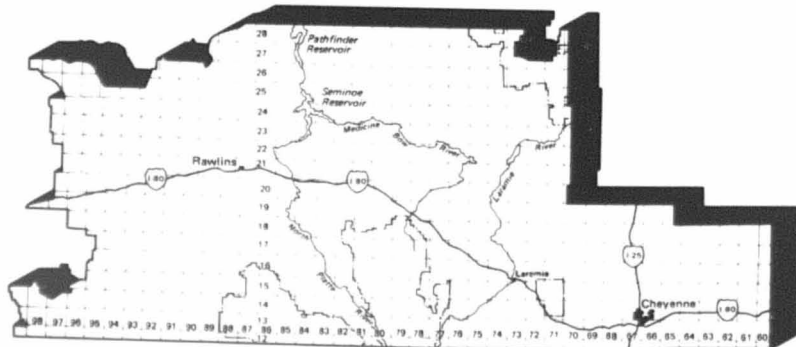 28
Pathfinder
Reservoir
27
26
25
24
Seminoe
Reservoir
23
22
Medicine
Bow
River
River
Laramie
Rawlins
21
I 80
I 80
20
19
18
North
Platte
17
I 25
16
15
Laramie
14
Cheyenne
I 80
13
98 97 96 95 94 93 92 91 90 89 88 87 86 85 84 83 82 81 80 79 78 77 76 75 74 73 72 71 70 69 68 67 66 65 64 63 62 61 60
12